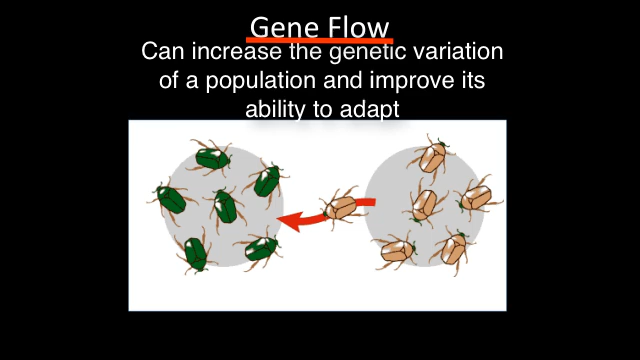 Gene Flow
Can increase the genetic variation
of a population and improve its
ability to adapt